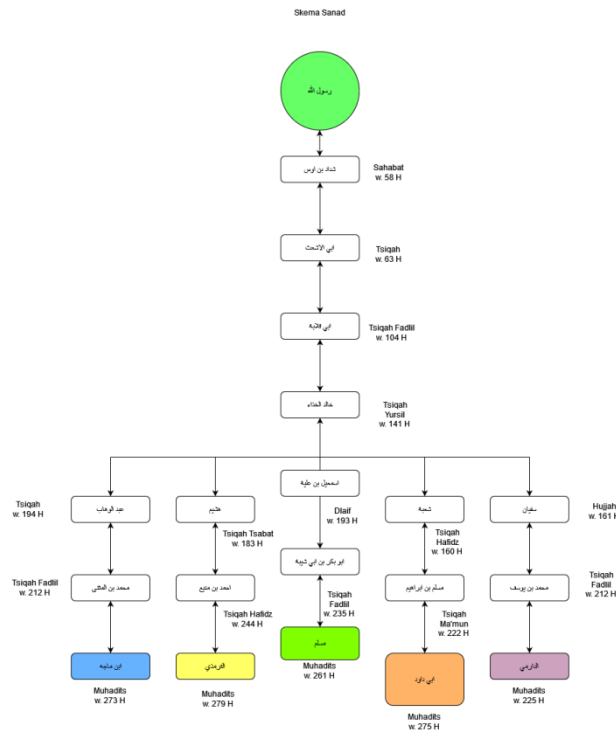 Skema Sanad
رسول الله
شداد بن اوس
Sahabat
w. 58 H
ابي الاشعث
Tsiqah
w. 63 H
ابي قلابه
Tsiqah Fadlil
w. 104 H
خالد الحذاء
Tsiqah
Yursil
w. 141 H
Tsiqah
w. 194 H
عبد الوهاب
هشيم
اسمعيل بن عليه
شعبه
سفيان
Hujjah
w. 161 H
Tsiqah Tsabat
w. 183 H
Dlaif
w. 193 H
Tsiqah
Hafidz
w. 160 H
Tsiqah Fadlil
w. 212 H
محمد بن المثنى
احمد بن منيع
ابو بكر بن ابي شيبه
مسلم بن ابراهيم
محمد بن يوسف
Tsiqah
Fadlil
w. 212 H
Tsiqah Hafidz
w. 244 H
Tsiqah
Fadlil
w. 235 H
Tsiqah
Ma'mun
w. 222 H
ابن ماجه
الترمذي
مسلم
ابي داود
الدارمي
Muhadits
w. 273 H
Muhadits
w. 279 H
Muhadits
w. 261 H
Muhadits
w. 275 H
Muhadits
w. 225 H